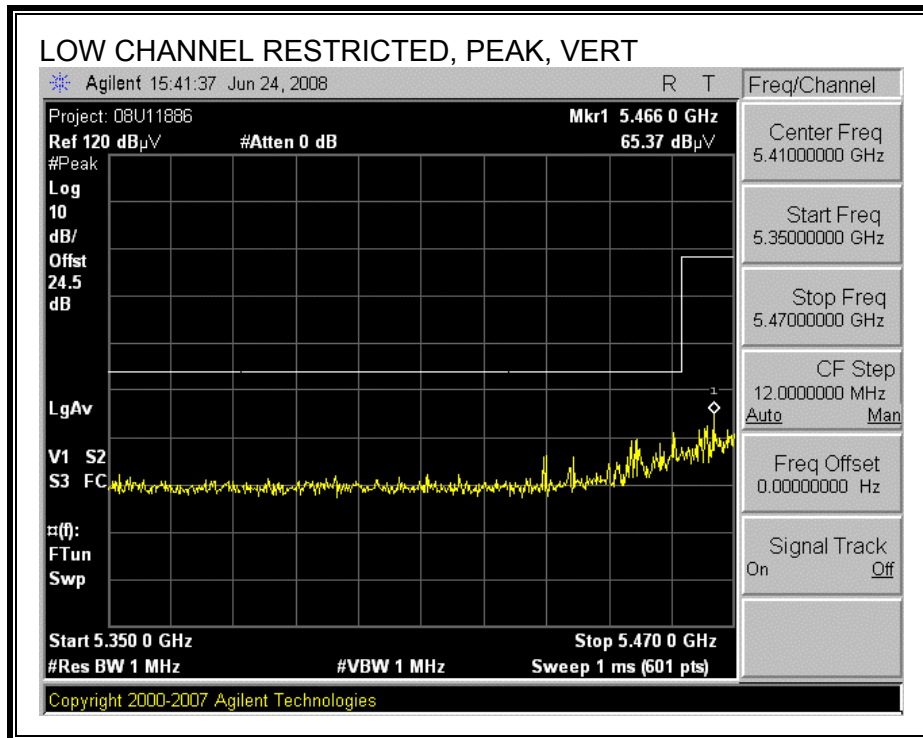 LOW CHANNEL RESTRICTED, PEAK, VERT
Agilent 15:41:37 Jun 24, 2008 R T
Project: 08U11886 Mkr1 5.466 0 GHz
Ref 120 dBµV #Atten 0 dB 65.37 dBµV
#Peak
Log
10
dB/
Offst
24.5
dB
1
LgAv
V1 S2
S3 FC
¤(f):
FTun
Swp
Start 5.350 0 GHz Stop 5.470 0 GHz
#Res BW 1 MHz #VBW 1 MHz Sweep 1 ms (601 pts)
Copyright 2000-2007 Agilent Technologies
Freq/Channel
Center Freq
5.41000000 GHz
Start Freq
5.35000000 GHz
Stop Freq
5.47000000 GHz
CF Step
12.0000000 MHz
Auto Man
Freq Offset
0.00000000 Hz
Signal Track
On Off